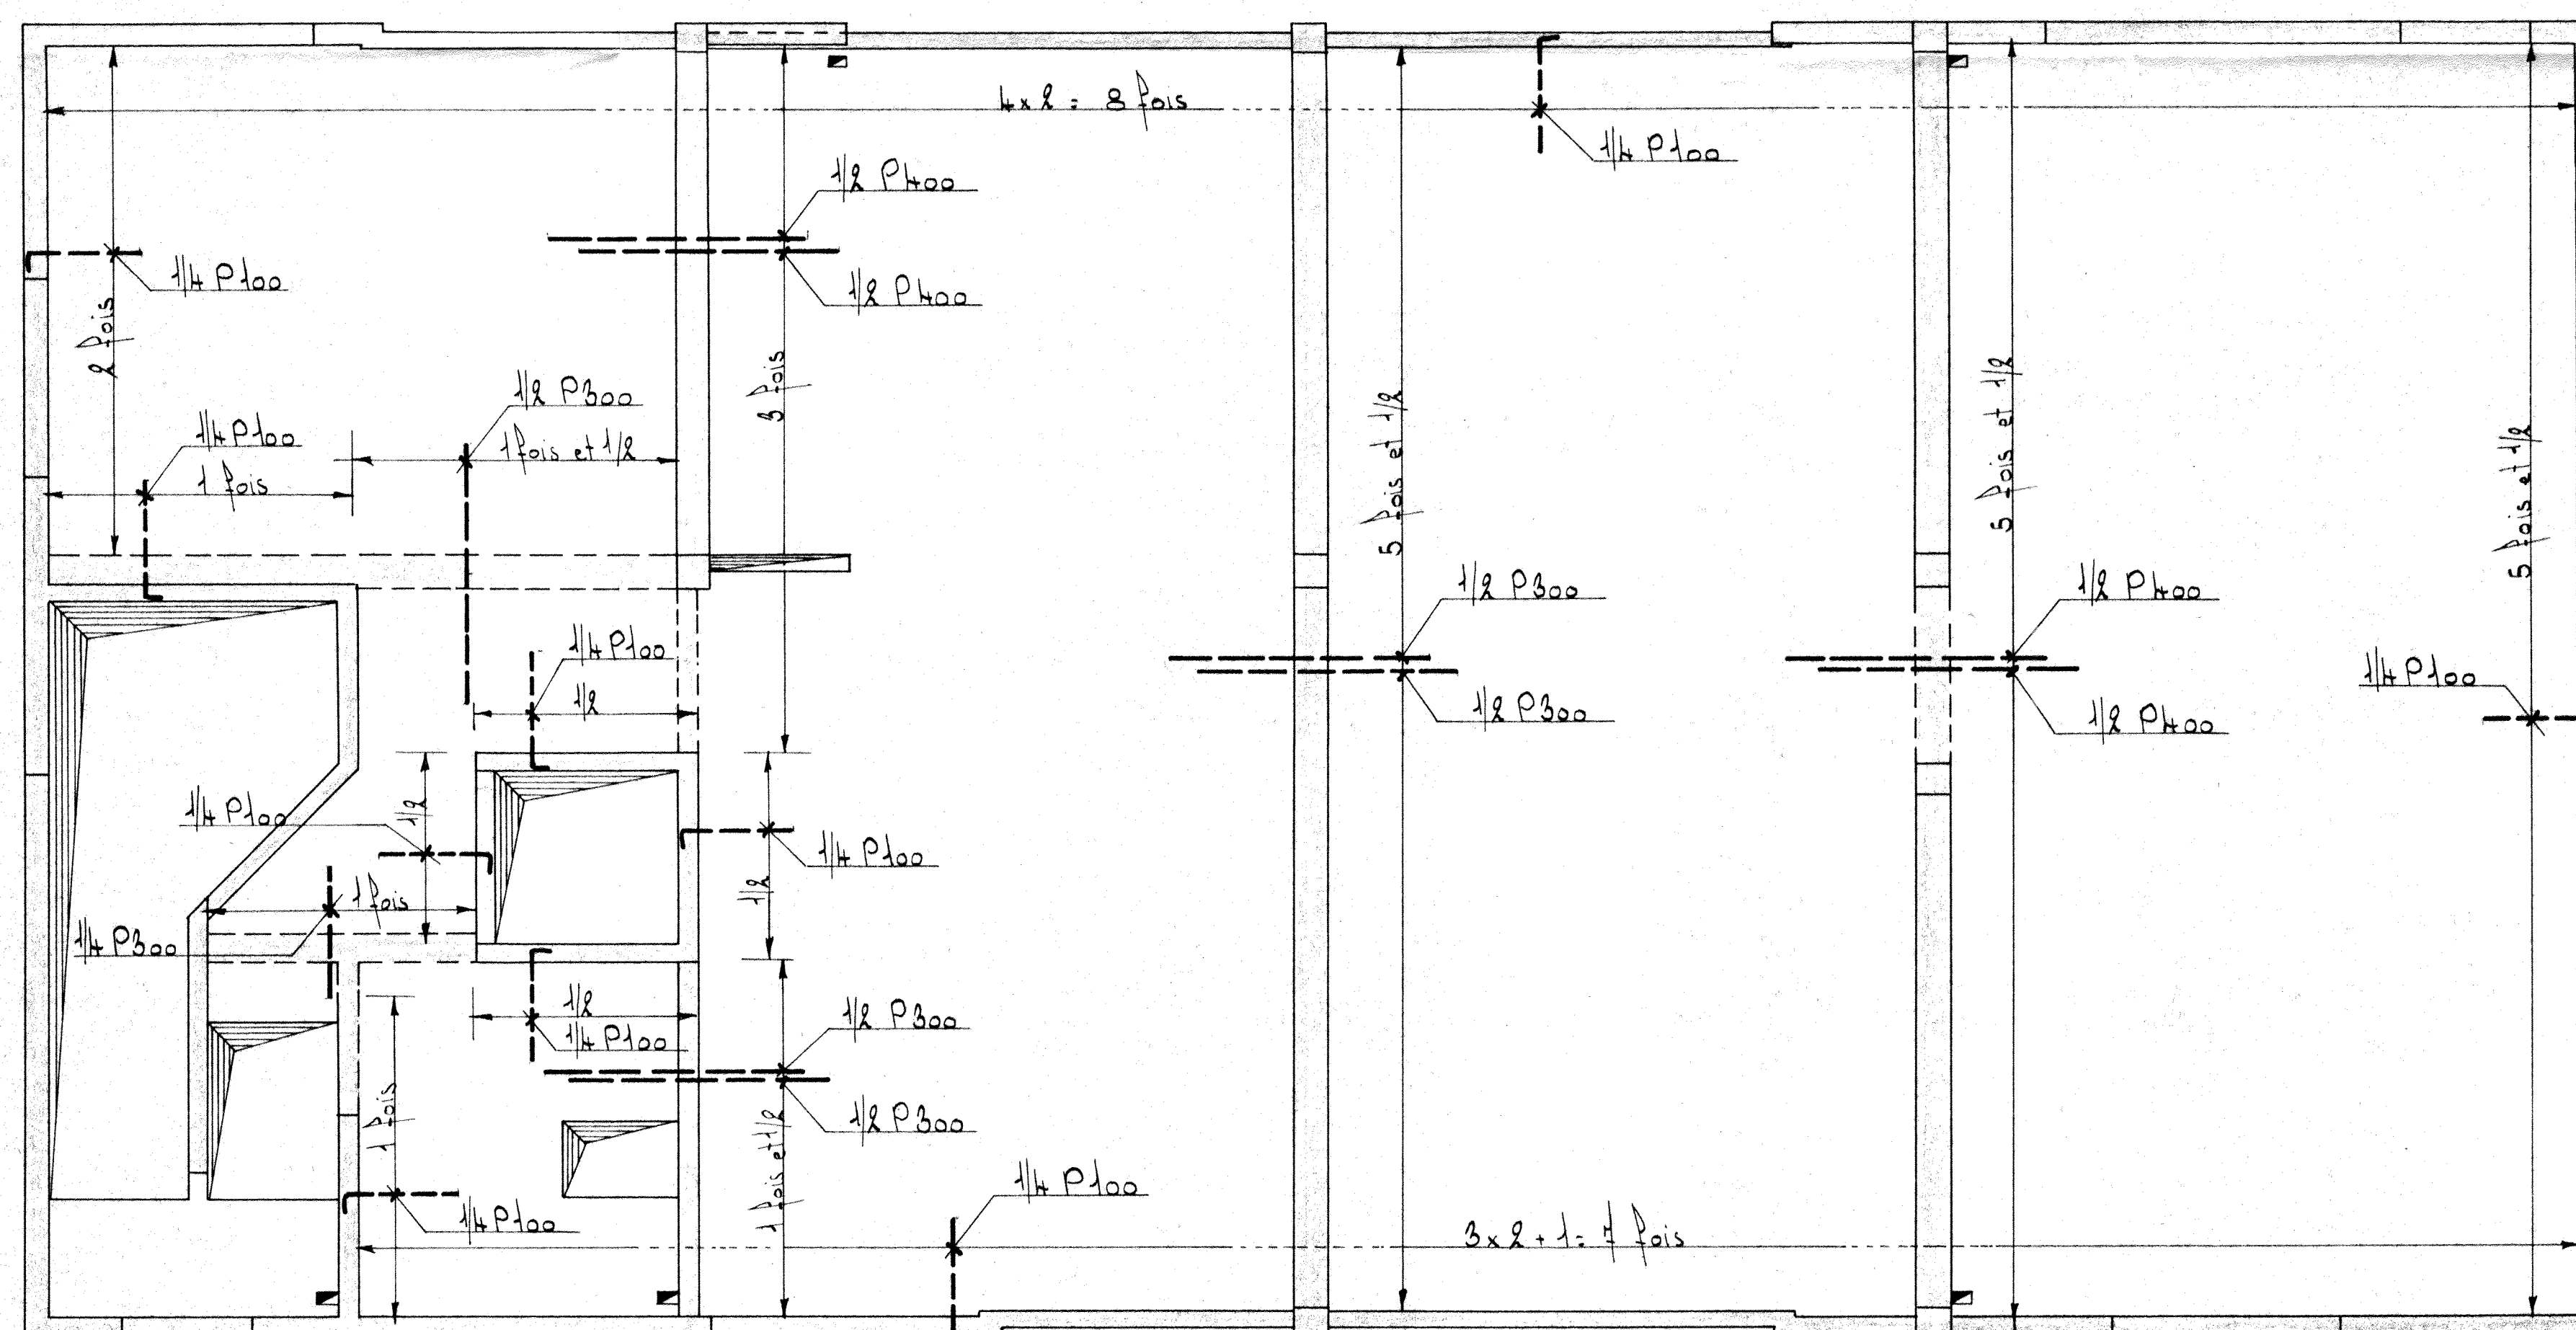 4x2 = 8 fois
1/4 P100
1/2 P400
1/4 P100
1/2 P400
2 fois
3 fois
5 fois et 1/2
5 fois et 1/2
5 fois et 1/2
1/2 P300
1/4 P100
1 fois et 1/2
1 fois
1/2 P300
1/2 P400
1/4 P100
1/4 P100
1/2
1/2 P300
1/2 P400
1/4 P100
1/2
1/4 P100
1/2
1 fois
1/4 P300
1/2
1/2 P300
1/4 P100
1 fois
1/2 P300
1 fois et 1/2
1/4 P100
1/4 P100
3x2+1= 7 fois